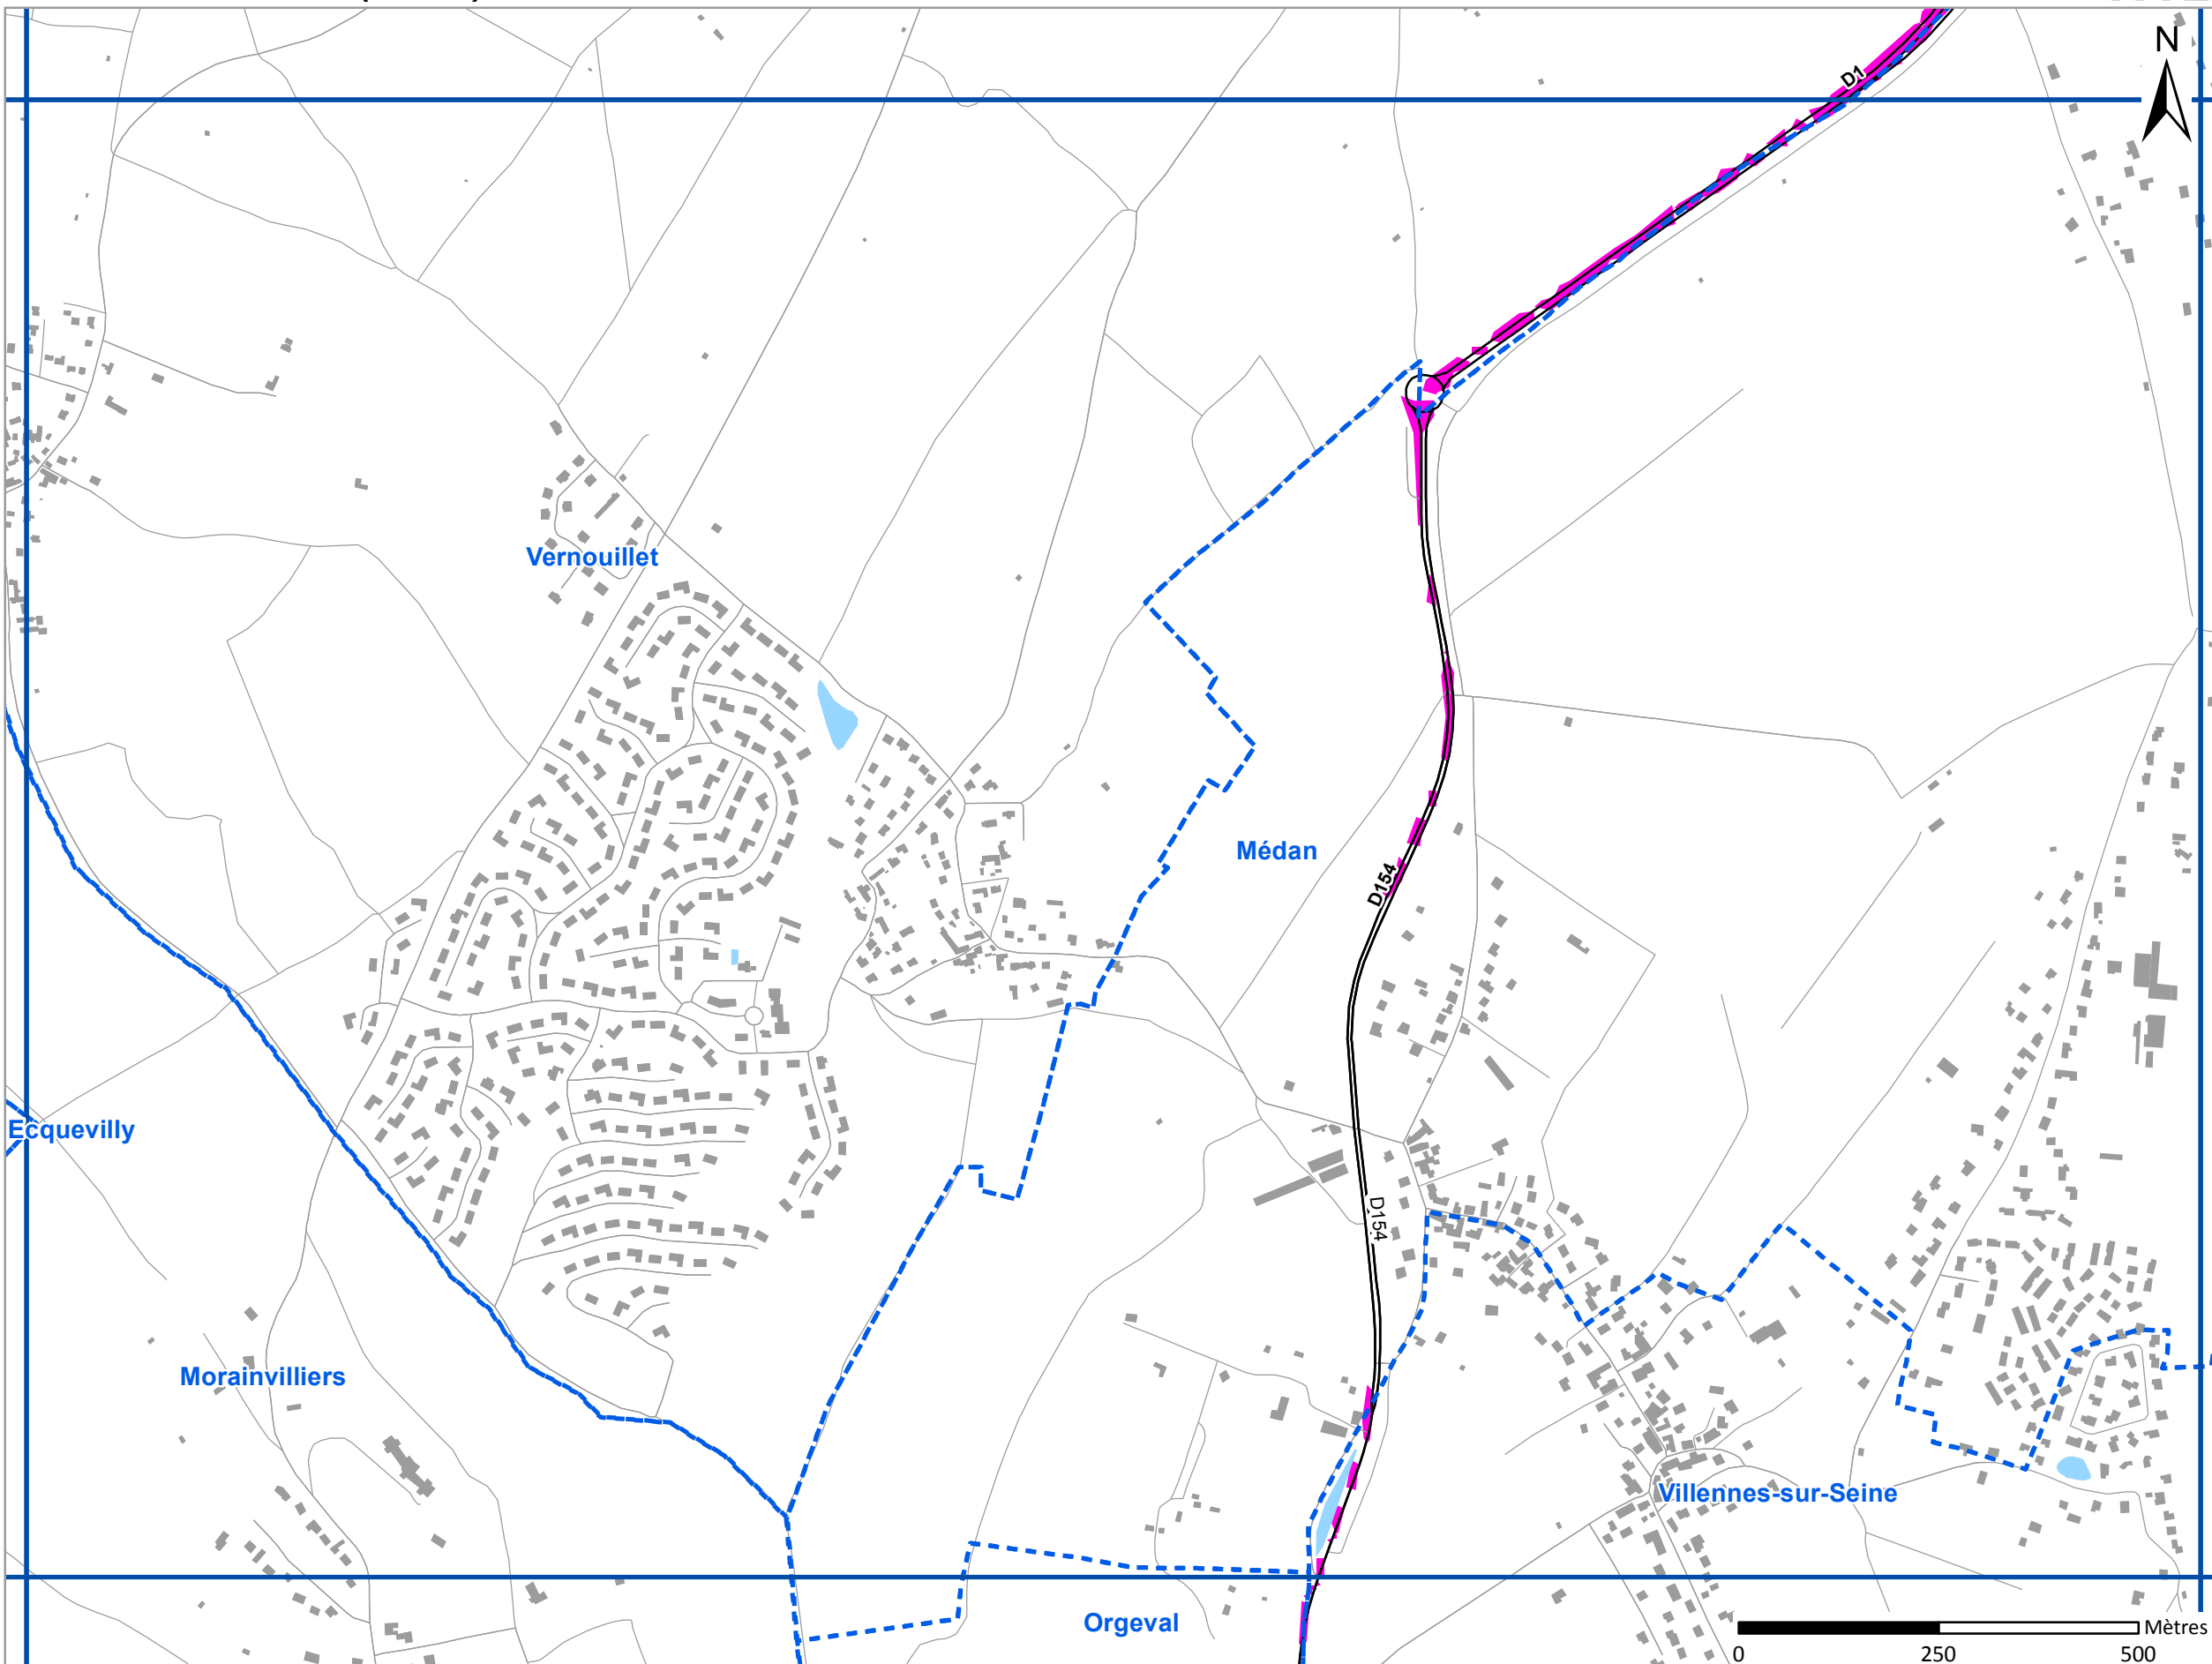 N
D1
Vernouillet
Médan
D154
Ecquevilly
D154
Morainvilliers
Villennes-sur-Seine
Orgeval
Mètres
0 250 500